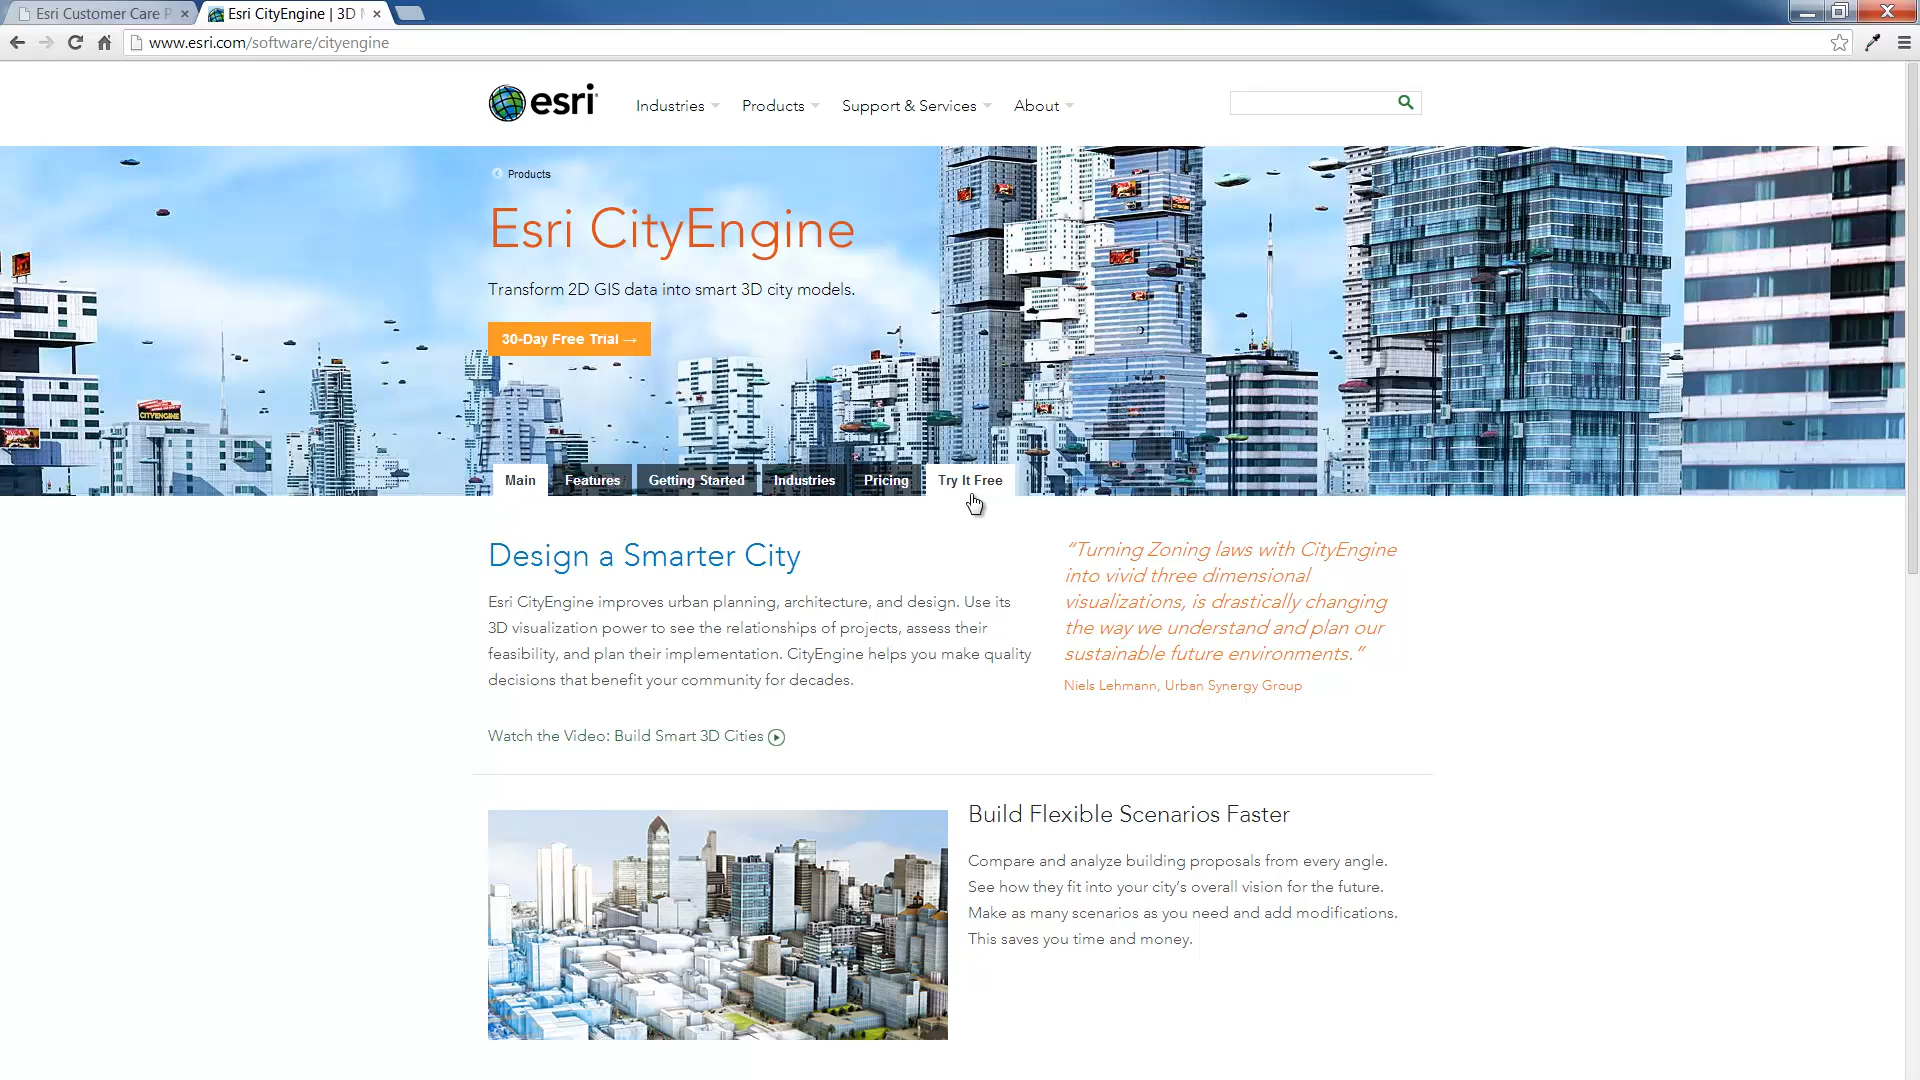 Esri Customer Care P
Esri CityEngine | 3D
www.esri.com/software/cityengine
esri
Industries
Products
Support & Services
About
Products
Esri CityEngine
Transform 2D GIS data into smart 3D city models.
30-Day Free Trial →
CITYENGINE
Main
Features
Getting Started
Industries
Pricing
Try It Free
Design a Smarter City
Esri CityEngine improves urban planning, architecture, and design. Use its
3D visualization power to see the relationships of projects, assess their
feasibility, and plan their implementation. CityEngine helps you make quality
decisions that benefit your community for decades.
Watch the Video: Build Smart 3D Cities
“Turning Zoning laws with CityEngine
into vivid three dimensional
visualizations, is drastically changing
the way we understand and plan our
sustainable future environments.”
Niels Lehmann, Urban Synergy Group
Build Flexible Scenarios Faster
Compare and analyze building proposals from every angle.
See how they fit into your city’s overall vision for the future.
Make as many scenarios as you need and add modifications.
This saves you time and money.